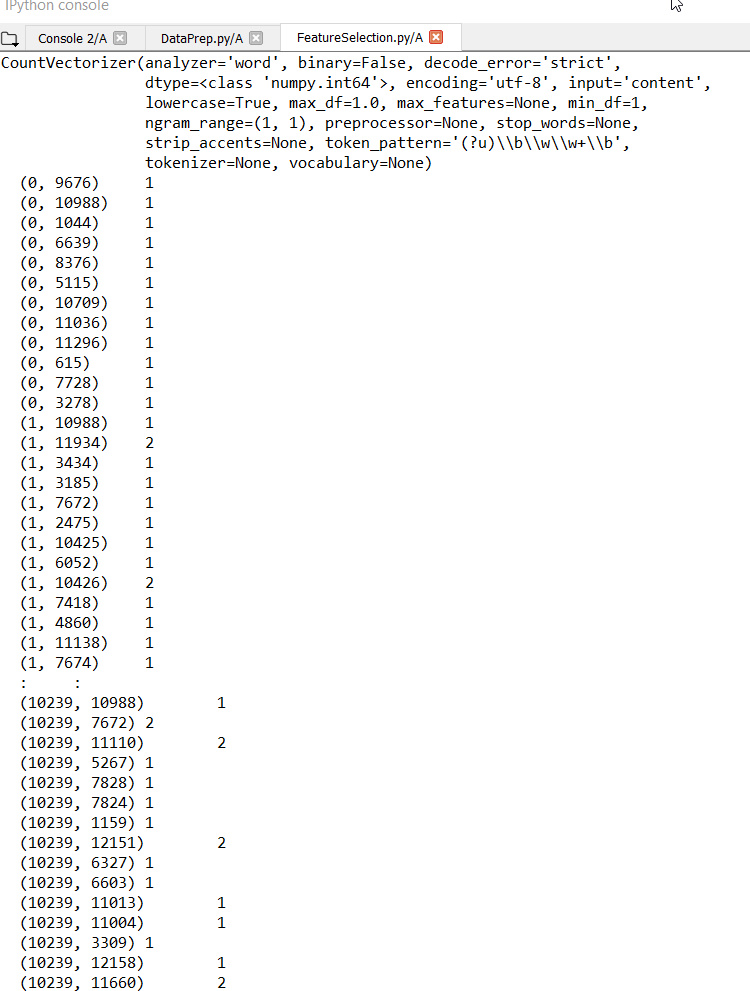 IPython console
Console 2/A DataPrep.py/A FeatureSelection.py/A
CountVectorizer(analyzer='word', binary=False, decode_error='strict',
dtype=<class 'numpy.int64'>, encoding='utf-8', input='content',
lowercase=True, max_df=1.0, max_features=None, min_df=1,
ngram_range=(1, 1), preprocessor=None, stop_words=None,
strip_accents=None, token_pattern='(?u)\\b\\w\\w+\\b',
tokenizer=None, vocabulary=None)
(0, 9676) 1
(0, 10988) 1
(0, 1044) 1
(0, 6639) 1
(0, 8376) 1
(0, 5115) 1
(0, 10709) 1
(0, 11036) 1
(0, 11296) 1
(0, 615) 1
(0, 7728) 1
(0, 3278) 1
(1, 10988) 1
(1, 11934) 2
(1, 3434) 1
(1, 3185) 1
(1, 7672) 1
(1, 2475) 1
(1, 10425) 1
(1, 6052) 1
(1, 10426) 2
(1, 7418) 1
(1, 4860) 1
(1, 11138) 1
(1, 7674) 1
: :
(10239, 10988) 1
(10239, 7672) 2
(10239, 11110) 2
(10239, 5267) 1
(10239, 7828) 1
(10239, 7824) 1
(10239, 1159) 1
(10239, 12151) 2
(10239, 6327) 1
(10239, 6603) 1
(10239, 11013) 1
(10239, 11004) 1
(10239, 3309) 1
(10239, 12158) 1
(10239, 11660) 2